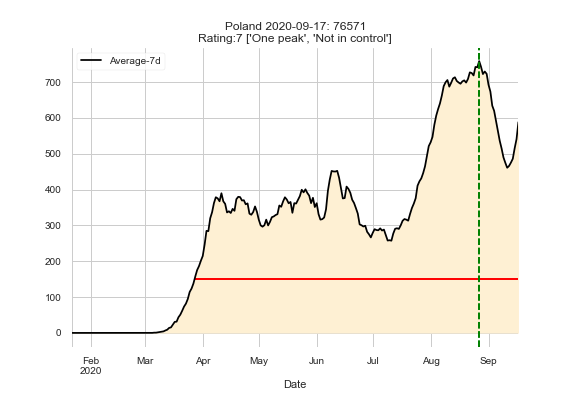 Poland 2020-09-17: 76571
Rating:7 ['One peak', 'Not in control']
Average-7d
700
600
500
400
300
200
100
0
Feb Mar Apr May Jun Jul Aug Sep
2020
Date